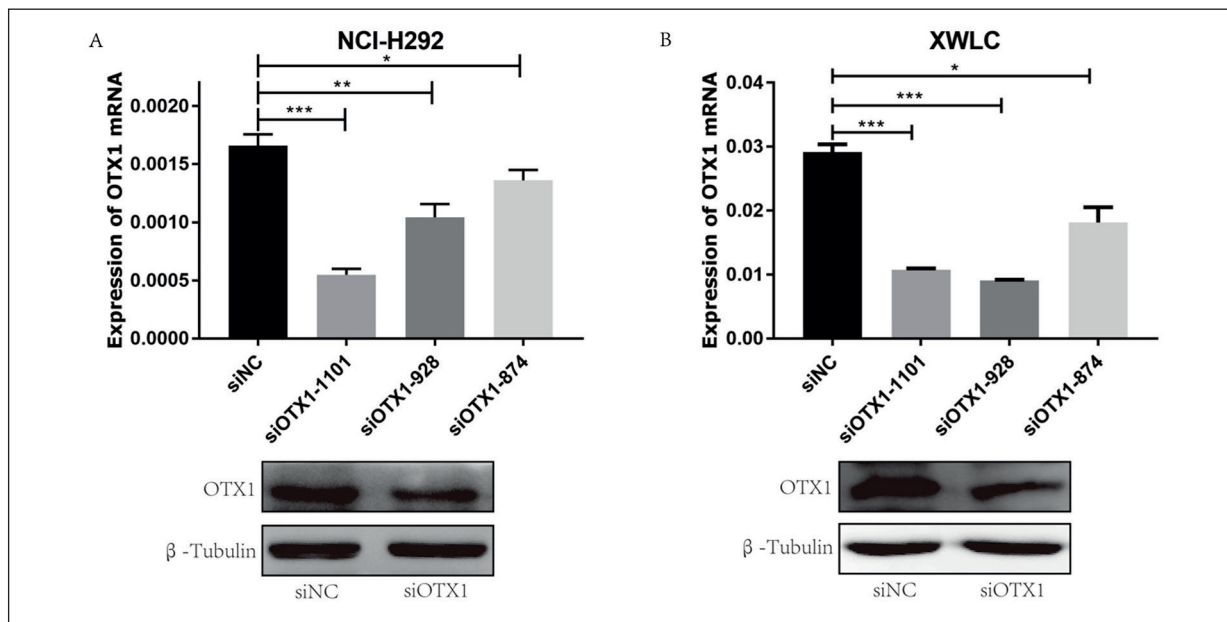 A
NCI-H292
Expression of OTX1 mRNA
0.0020
0.0015
0.0010
0.0005
0.0000
*
**
***
siNC
siOTX1-1101
siOTX1-928
siOTX1-874
OTX1
β -Tubulin
siNC siOTX1
B
XWLC
Expression of OTX1 mRNA
0.04
0.03
0.02
0.01
0.00
*
***
***
siNC
siOTX1-1101
siOTX1-928
siOTX1-874
OTX1
β -Tubulin
siNC siOTX1